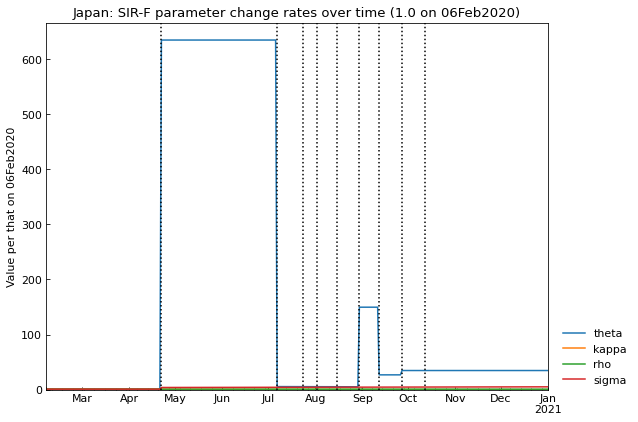 Japan: SIR-F parameter change rates over time (1.0 on 06Feb2020)
Value per that on 06Feb2020
600
500
400
300
200
100
0
Mar Apr May Jun Jul Aug Sep Oct Nov Dec Jan
2021
theta
kappa
rho
sigma